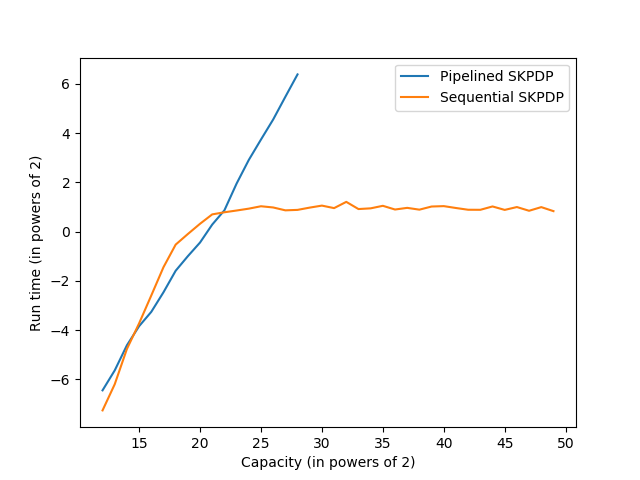 Pipelined SKPDP
Sequential SKPDP
6
4
2
0
−2
−4
−6
Run time (in powers of 2)
15 20 25 30 35 40 45 50
Capacity (in powers of 2)